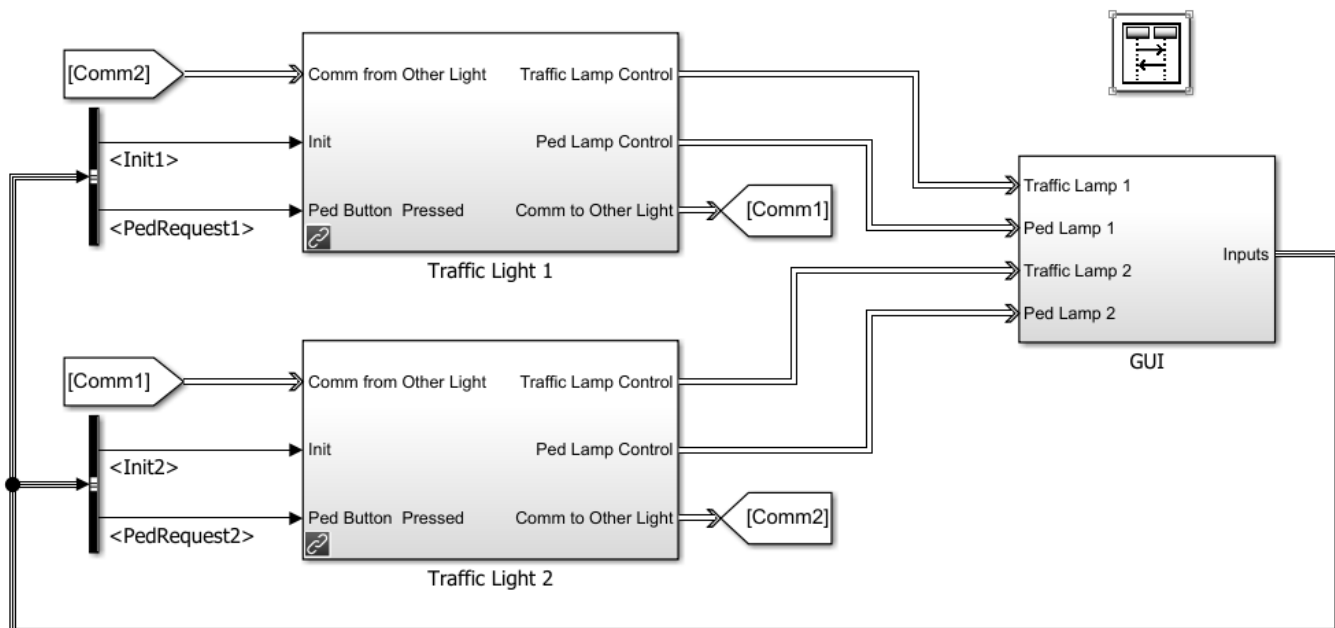 [Comm2]
Comm from Other Light
Traffic Lamp Control
Init
Ped Lamp Control
<Init1>
Ped Button  Pressed
Comm to Other Light
[Comm1]
<PedRequest1>
Traffic Light 1
Traffic Lamp 1
Ped Lamp 1
Traffic Lamp 2
Ped Lamp 2
Inputs
GUI
[Comm1]
Comm from Other Light
Traffic Lamp Control
Init
Ped Lamp Control
<Init2>
Ped Button  Pressed
Comm to Other Light
[Comm2]
<PedRequest2>
Traffic Light 2